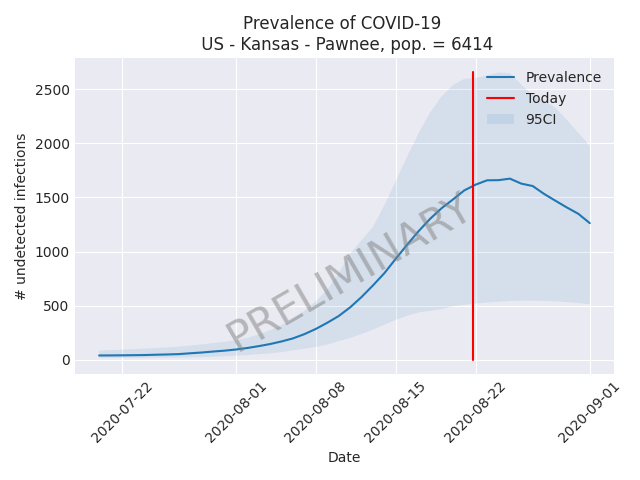 Prevalence of COVID-19
US - Kansas - Pawnee, pop. = 6414
Prevalence
Today
95CI
# undetected infections
2500
2000
1500
1000
500
0
PRELIMINARY
2020-07-22
2020-08-01
2020-08-08
2020-08-15
2020-08-22
2020-09-01
Date